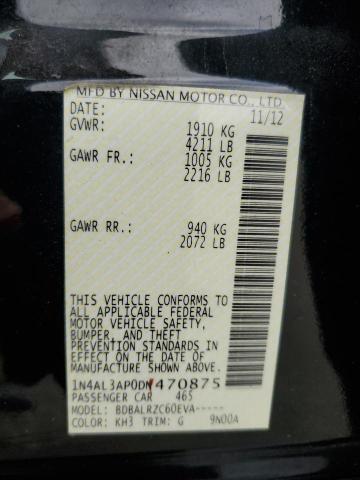 MFD BY NISSAN MOTOR CO., LTD.
DATE: 11/12
GVWR: 1910 KG
4211 LB
GAWR FR: 1005 KG
2216 LB
GAWR RR: 940 KG
2072 LB
THIS VEHICLE CONFORMS TO
ALL APPLICABLE FEDERAL
MOTOR VEHICLE SAFETY,
BUMPER, AND THEFT
PREVENTION STANDARDS IN
EFFECT ON THE DATE OF
MANUFACTURE SHOWN ABOVE.
1N4AL3AP0DN470875
PASSENGER CAR 465
MODEL: BDBALRZC60EVA-----
COLOR: KH3 TRIM: G 9N00A